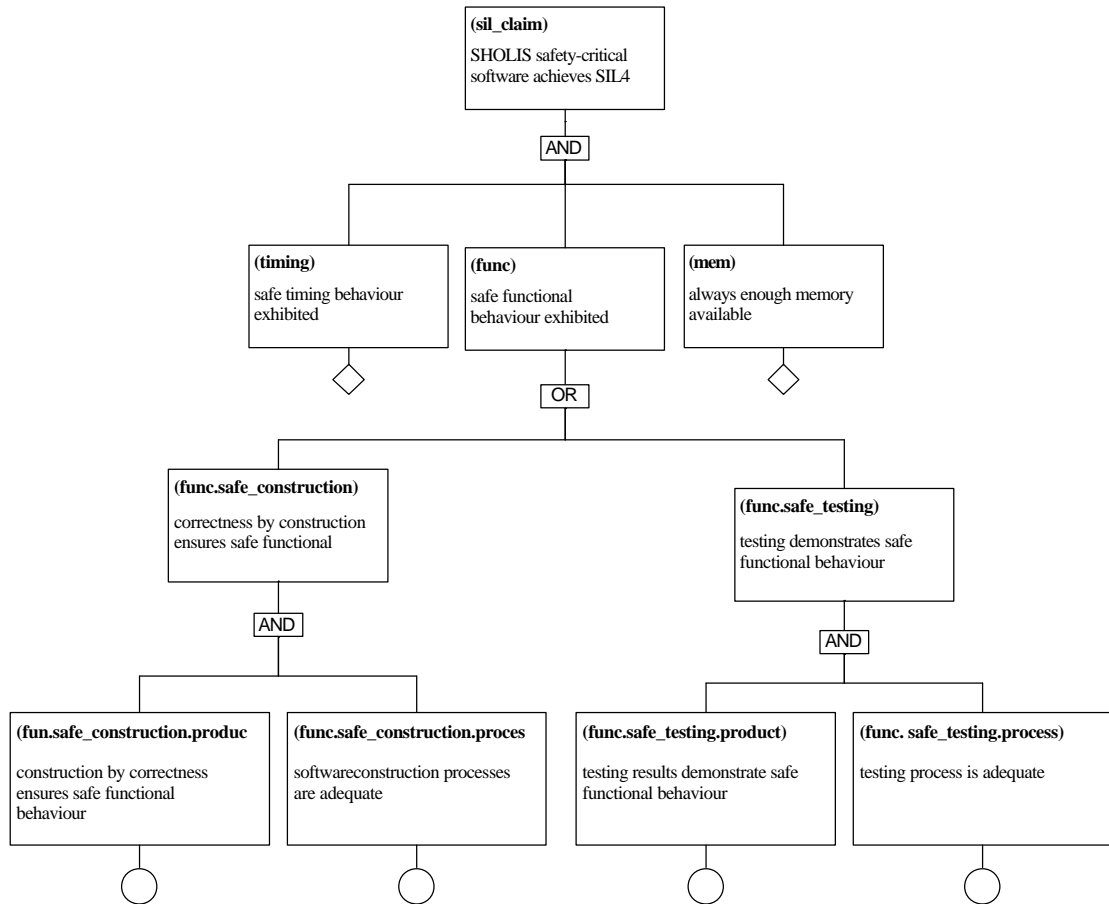 (sil_claim)
SHOLIS safety-critical
software achieves SIL4
AND
(timing)
safe timing behaviour
exhibited
(func)
safe functional
behaviour exhibited
(mem)
always enough memory
available
OR
(func.safe_construction)
correctness by construction
ensures safe functional
(func.safe_testing)
testing demonstrates safe
functional behaviour
AND
AND
(fun.safe_construction.produc
construction by correctness
ensures safe functional
behaviour
(func.safe_construction.proces
softwareconstruction processes
are adequate
(func.safe_testing.product)
testing results demonstrate safe
functional behaviour
(func. safe_testing.process)
testing process is adequate